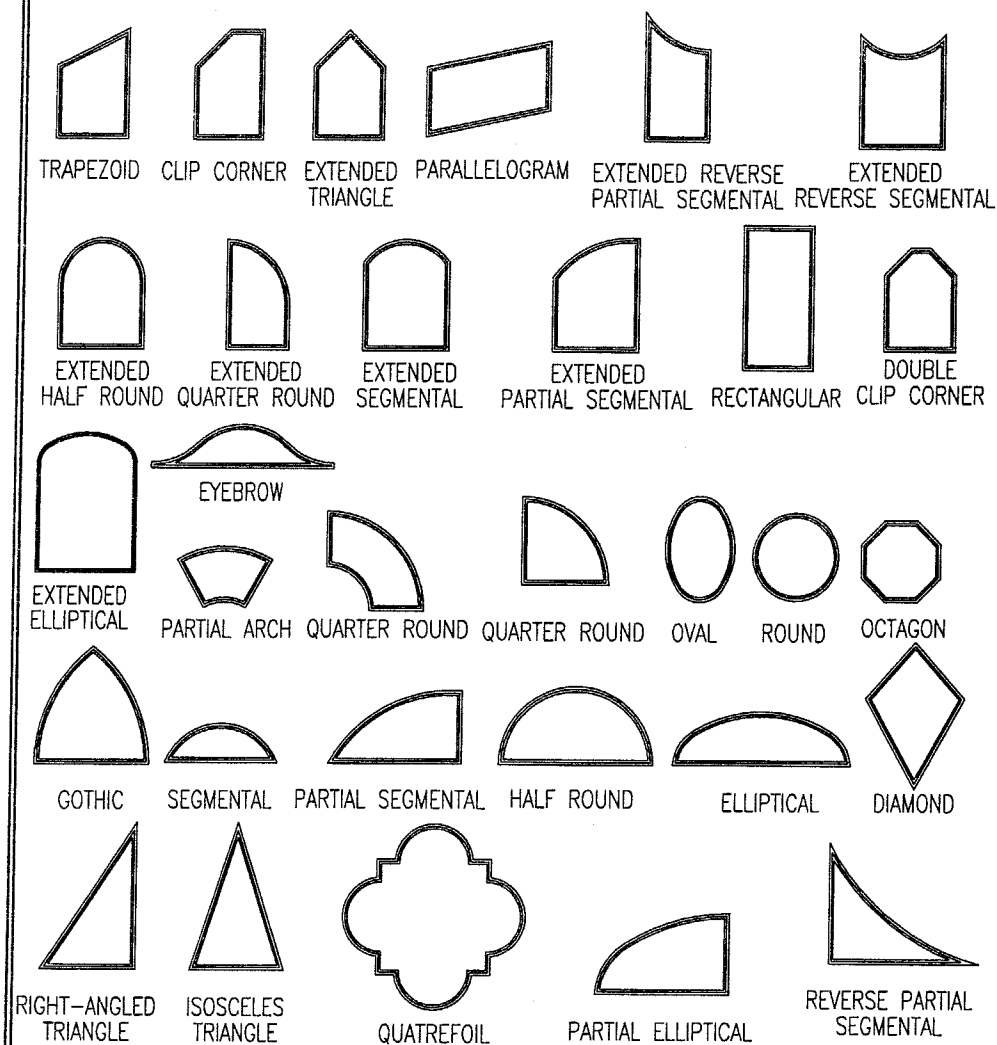 TRAPEZOID
CLIP CORNER
EXTENDED
TRIANGLE
PARALLELOGRAM
EXTENDED REVERSE
PARTIAL SEGMENTAL
EXTENDED
REVERSE SEGMENTAL
EXTENDED
HALF ROUND
EXTENDED
QUARTER ROUND
EXTENDED
SEGMENTAL
EXTENDED
PARTIAL SEGMENTAL
RECTANGULAR
DOUBLE
CLIP CORNER
EXTENDED
ELLIPTICAL
EYEBROW
PARTIAL ARCH
QUARTER ROUND
QUARTER ROUND
OVAL
ROUND
OCTAGON
GOTHIC
SEGMENTAL
PARTIAL SEGMENTAL
HALF ROUND
ELLIPTICAL
DIAMOND
RIGHT-ANGLED
TRIANGLE
ISOSCELES
TRIANGLE
QUATREFOIL
PARTIAL ELLIPTICAL
REVERSE PARTIAL
SEGMENTAL